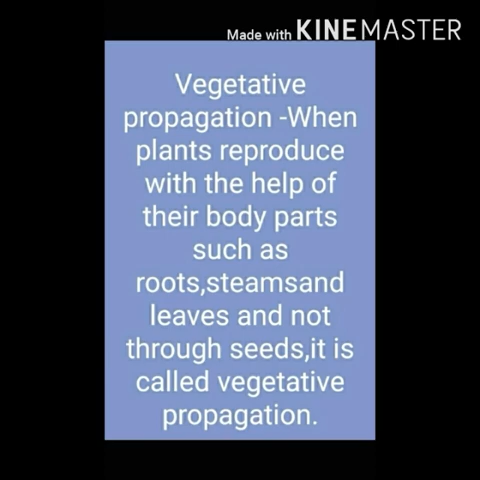 Made with KINEMASTER
Vegetative
propagation -When
plants reproduce
with the help of
their body parts
such as
roots,steamsand
leaves and not
through seeds,it is
called vegetative
propagation.